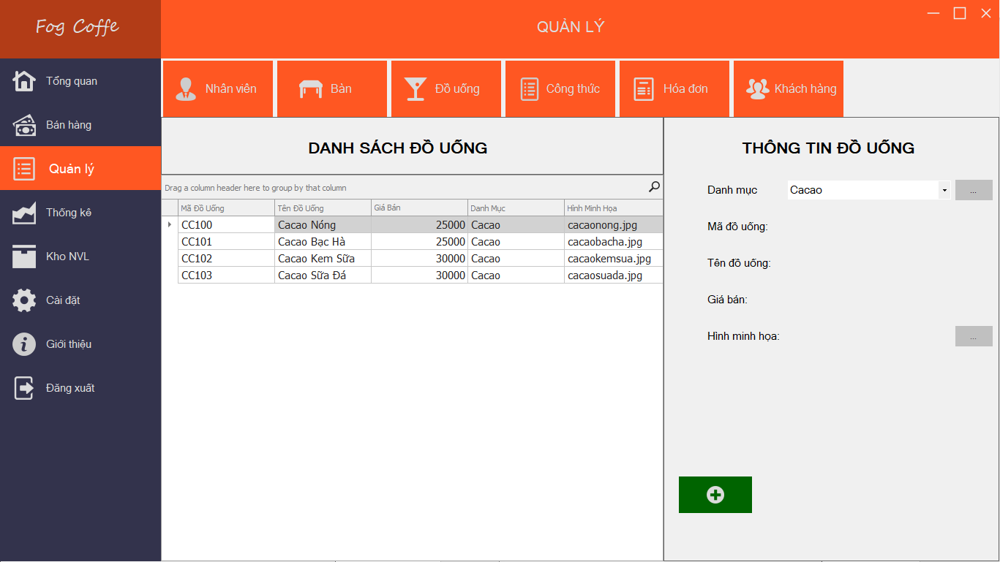 Fog Coffe
QUẢN LÝ
Tổng quan
Bán hàng
Quản lý
Thống kê
Kho NVL
Cài đặt
Giới thiệu
Đăng xuất
Nhân viên
Bàn
Đồ uống
Công thức
Hóa đơn
Khách hàng
DANH SÁCH ĐỒ UỐNG
Drag a column header here to group by that column
Mã Đồ Uống Tên Đồ Uống Giá Bán Danh Mục Hình Minh Họa
CC100 Cacao Nóng 25000 Cacao cacaonong.jpg
CC101 Cacao Bạc Hà 25000 Cacao cacaobacha.jpg
CC102 Cacao Kem Sữa 30000 Cacao cacaokemsua.jpg
CC103 Cacao Sữa Đá 30000 Cacao cacaosuada.jpg
THÔNG TIN ĐỒ UỐNG
Danh mục Cacao ...
Mã đồ uống:
Tên đồ uống:
Giá bán:
Hình minh họa: ...